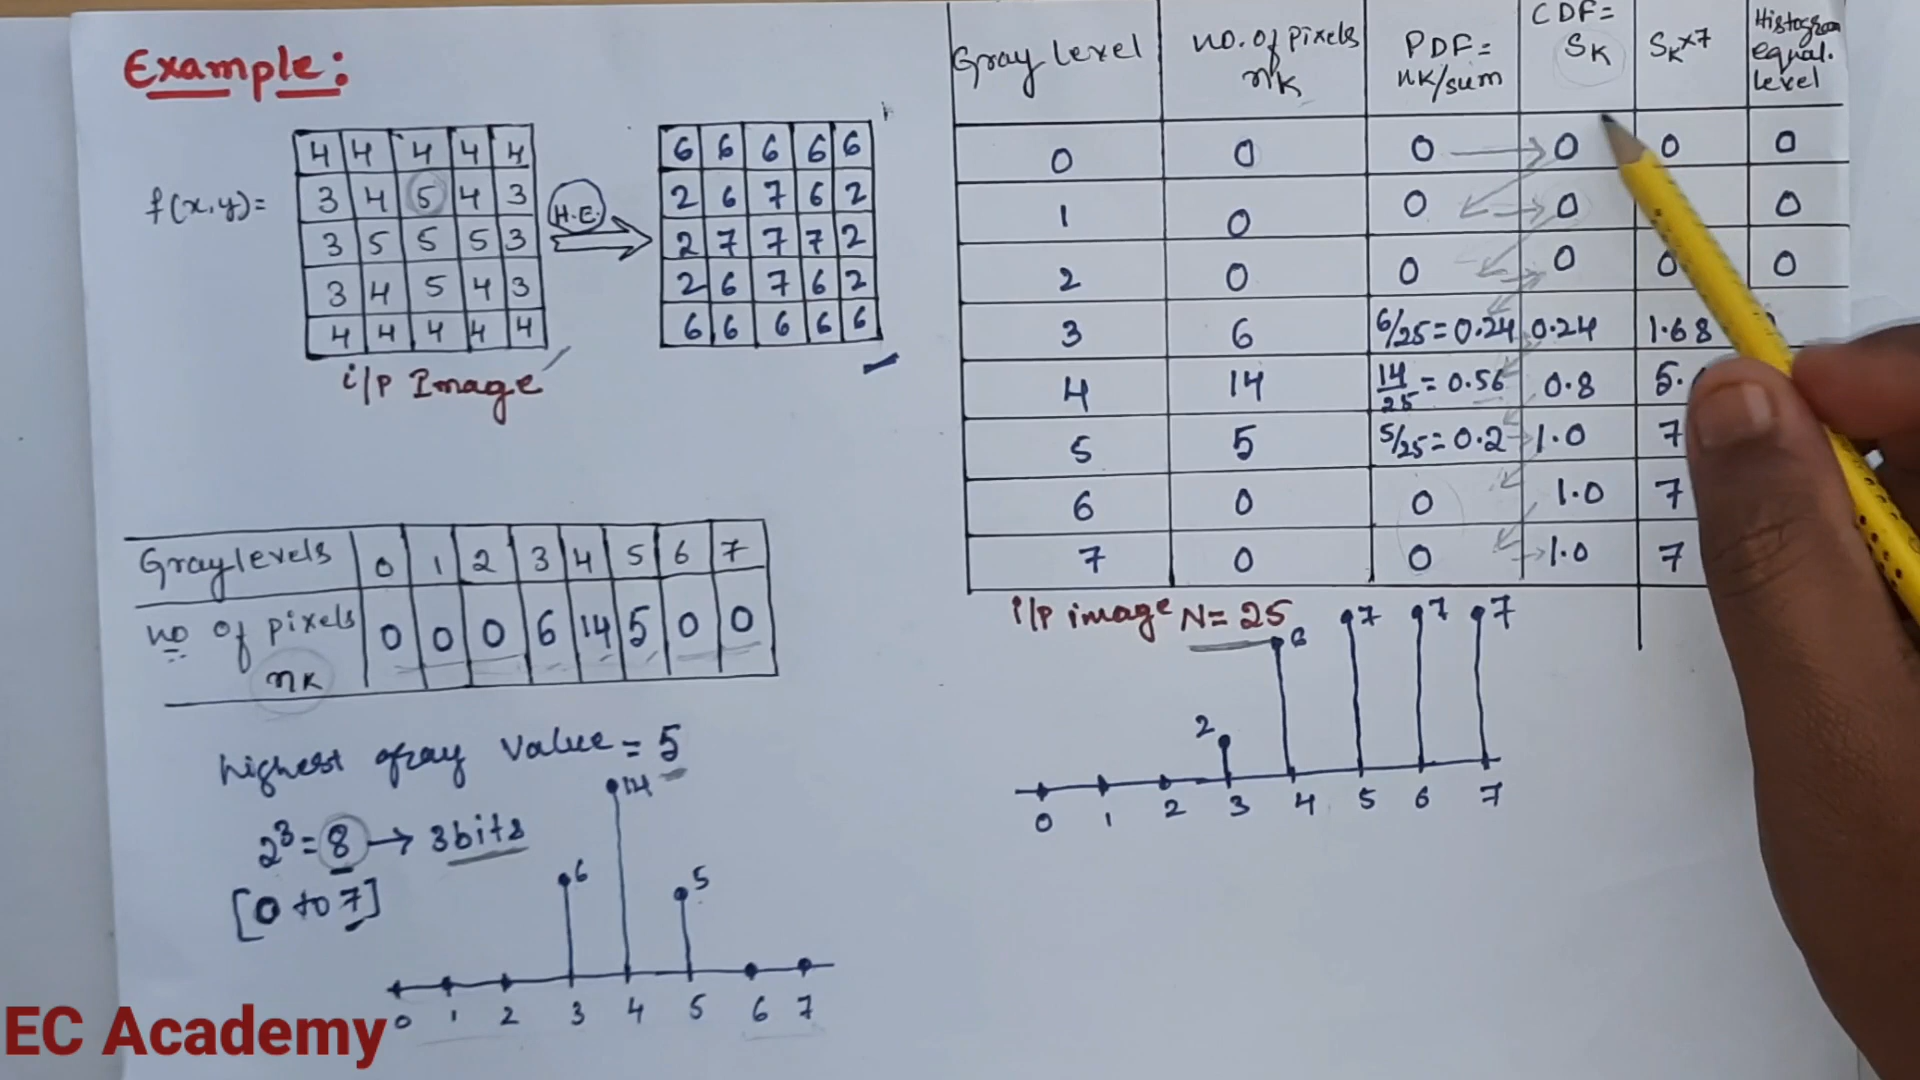 Example:
f(x,y)=
4 4 4 4 4
3 4 5 4 3
3 5 5 5 3
3 4 5 4 3
4 4 4 4 4
i/p Image
H.E.
6 6 6 6 6
2 6 7 6 2
2 7 7 7 2
2 6 7 6 2
6 6 6 6 6
Gray levels 0 1 2 3 4 5 6 7
no of pixels nK 0 0 0 6 14 5 0 0
highest gray value = 5
2³=8 → 3bits
[0 to 7]
6 14 5
0 1 2 3 4 5 6 7
Gray level no. of pixels nK PDF= nK/sum CDF= SK SK×7 Histogram equal. level
0 0 0 0 0 0
1 0 0 0 0
2 0 0 0 0 0
3 6 6/25=0.24 0.24 1.68
4 14 14/25=0.56 0.8 5.
5 5 5/25=0.2 1.0 7
6 0 0 1.0 7
7 0 0 1.0 7
i/p image N=25
2 6 7 7 7
0 1 2 3 4 5 6 7
EC Academy